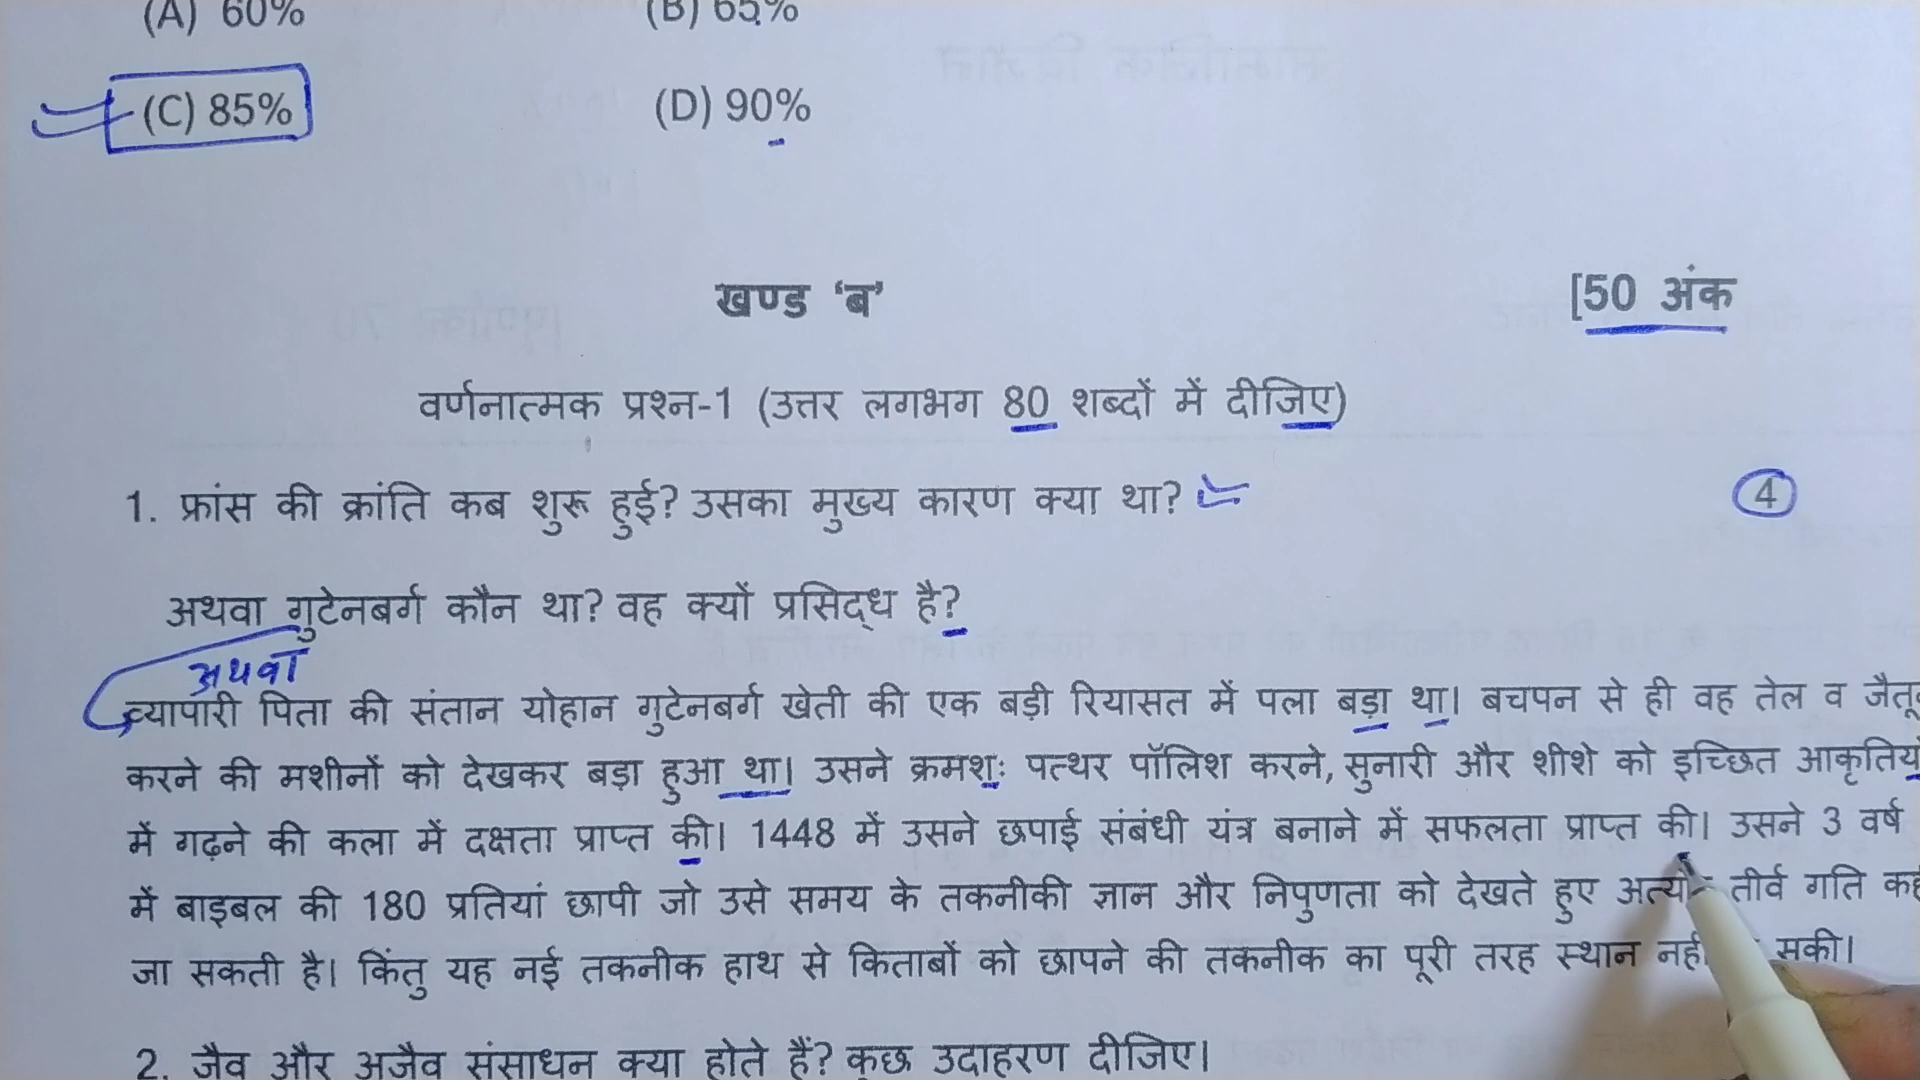 (A) 60% (B) 65%
(C) 85% (D) 90%
खण्ड ‘ब’ [50 अंक
वर्णनात्मक प्रश्न-1 (उत्तर लगभग 80 शब्दों में दीजिए)
1. फ्रांस की क्रांति कब शुरू हुई? उसका मुख्य कारण क्या था? 4
अथवा गुटेनबर्ग कौन था? वह क्यों प्रसिद्ध है?
अथवा
व्यापारी पिता की संतान योहान गुटेनबर्ग खेती की एक बड़ी रियासत में पला बड़ा था। बचपन से ही वह तेल व
करने की मशीनों को देखकर बड़ा हुआ था। उसने क्रमश: पत्थर पॉलिश करने, सुनारी और शीशे को इच्छित
में गढ़ने की कला में दक्षता प्राप्त की। 1448 में उसने छपाई संबंधी यंत्र बनाने में सफलता प्राप्त की। उसने 3 वर्ष
में बाइबल की 180 प्रतियां छापी जो उसे समय के तकनीकी ज्ञान और निपुणता को देखते हुए तीर्व गति
जा सकती है। किंतु यह नई तकनीक हाथ से किताबों को छापने की तकनीक का पूरी तरह स्थान सकी।
2. जैव और अजैव संसाधन क्या होते हैं? कुछ उदाहरण दीजिए।